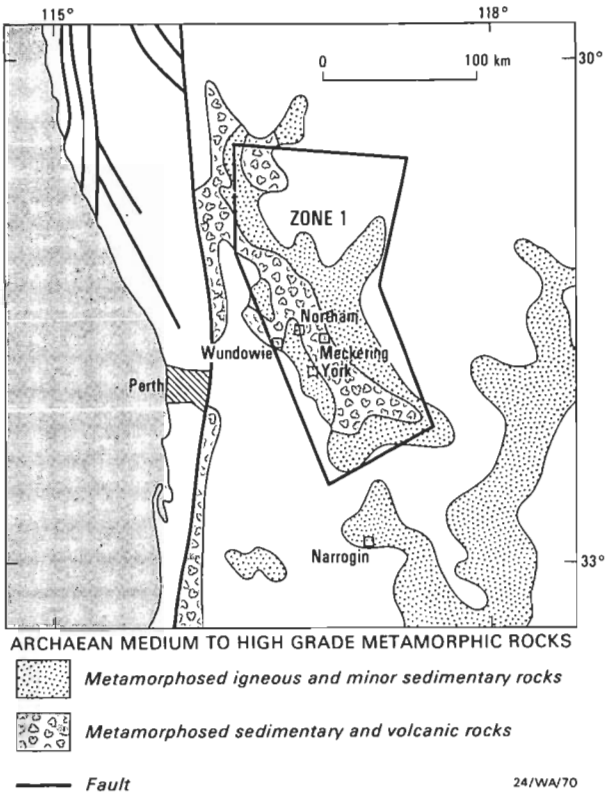 115°
118°
30°
0 100 km
ZONE 1
Northam
Wundowie
Meckering
York
Perth
Narrogin
33°
ARCHAEAN MEDIUM TO HIGH GRADE METAMORPHIC ROCKS
Metamorphosed igneous and minor sedimentary rocks
Metamorphosed sedimentary and volcanic rocks
Fault
24/WA/70